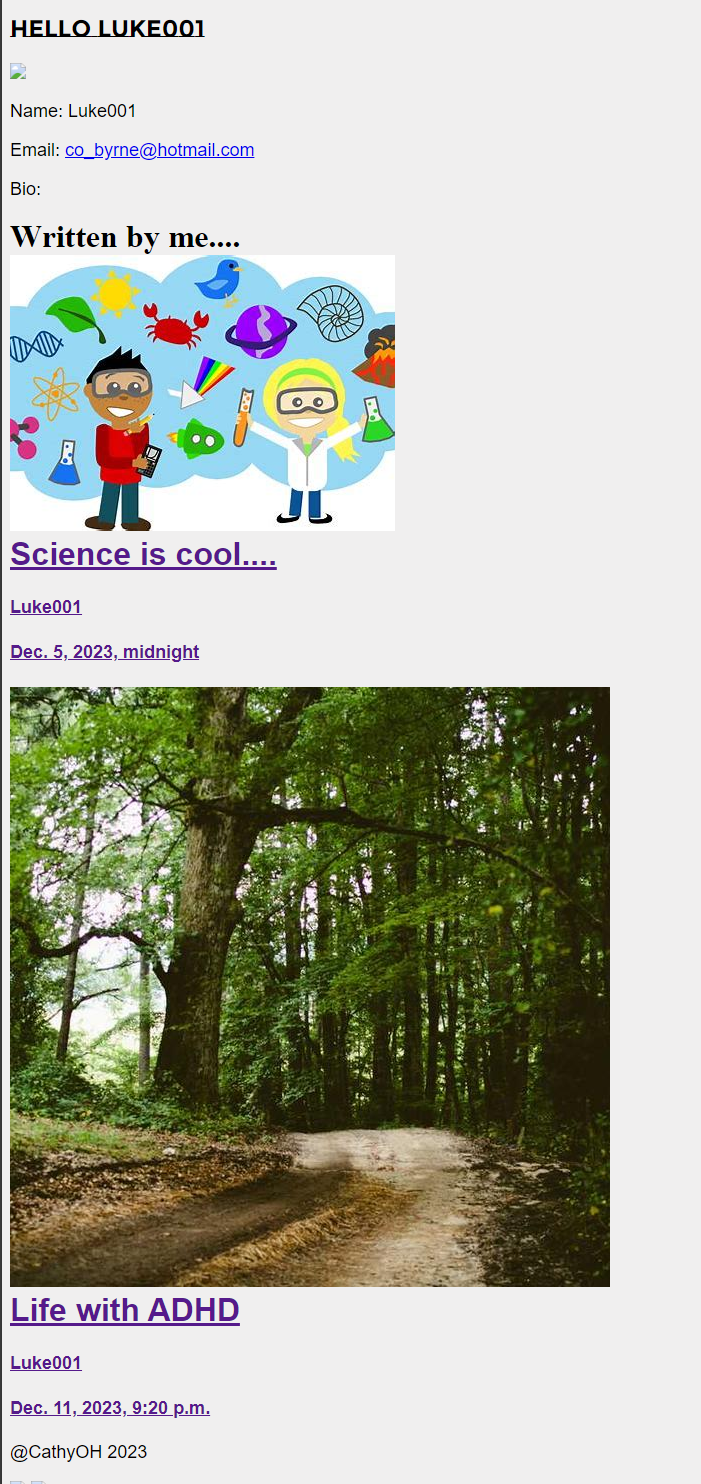 HELLO LUKE001
Name: Luke001
Email: co_byrne@hotmail.com
Bio:
Written by me....
Science is cool....
Luke001
Dec. 5, 2023, midnight
Life with ADHD
Luke001
Dec. 11, 2023, 9:20 p.m.
@CathyOH 2023